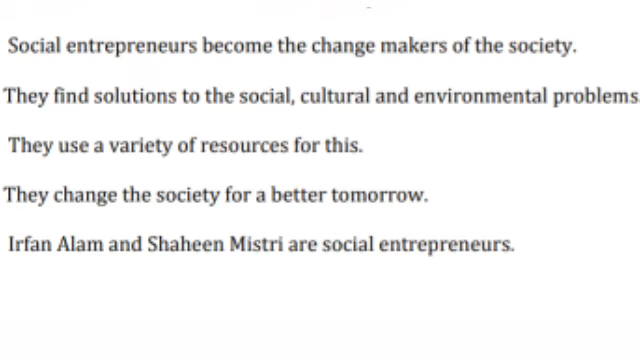 Social entrepreneurs become the change makers of the society.
They find solutions to the social, cultural and environmental problems
They use a variety of resources for this.
They change the society for a better tomorrow.
Irfan Alam and Shaheen Mistri are social entrepreneurs.